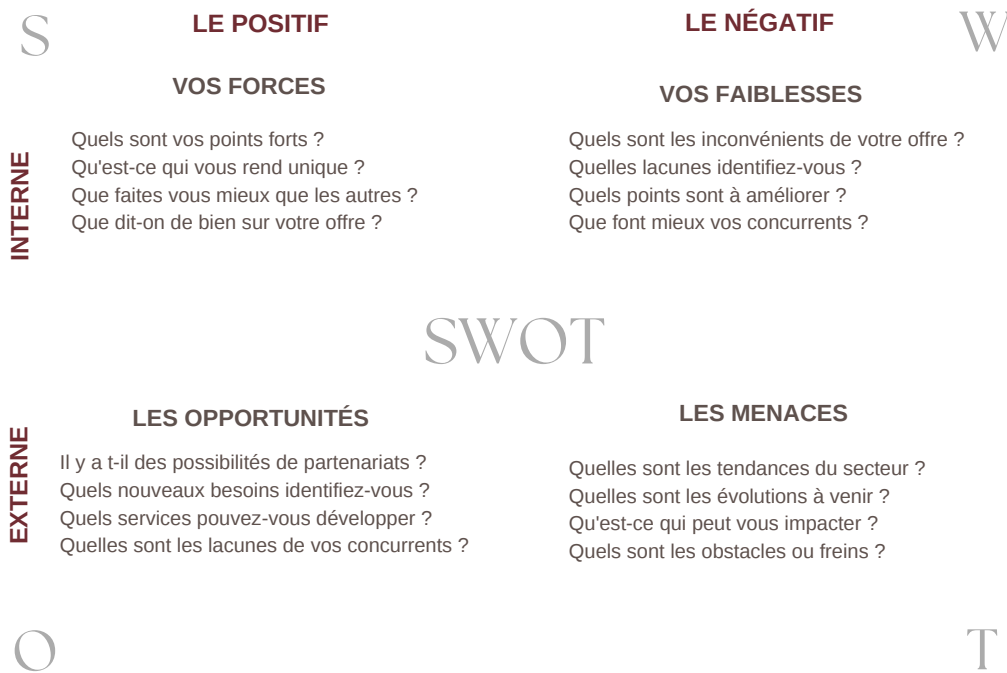 S
LE POSITIF
LE NÉGATIF
W
VOS FORCES
VOS FAIBLESSES
INTERNE
Quels sont vos points forts ?
Qu'est-ce qui vous rend unique ?
Que faites vous mieux que les autres ?
Que dit-on de bien sur votre offre ?
Quels sont les inconvénients de votre offre ?
Quelles lacunes identifiez-vous ?
Quels points sont à améliorer ?
Que font mieux vos concurrents ?
SWOT
LES OPPORTUNITÉS
LES MENACES
EXTERNE
Il y a t-il des possibilités de partenariats ?
Quels nouveaux besoins identifiez-vous ?
Quels services pouvez-vous développer ?
Quelles sont les lacunes de vos concurrents ?
Quelles sont les tendances du secteur ?
Quelles sont les évolutions à venir ?
Qu'est-ce qui peut vous impacter ?
Quels sont les obstacles ou freins ?
O
T